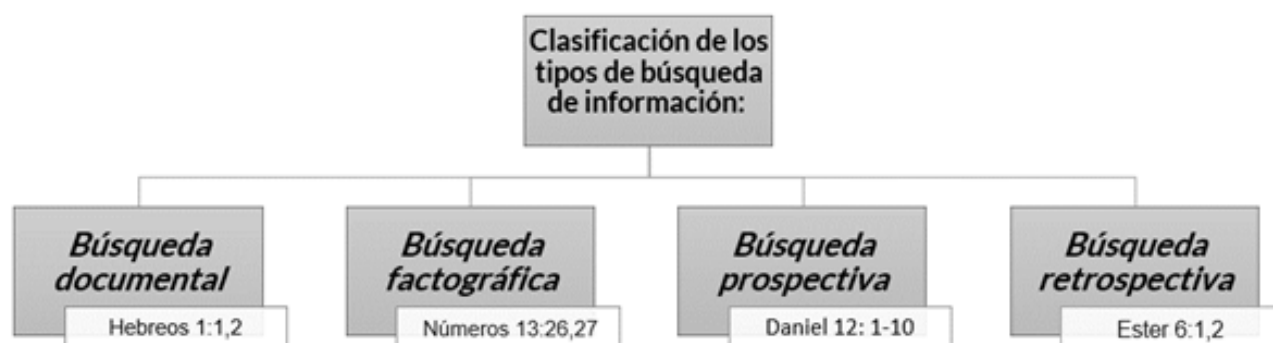 Clasificación de los
tipos de búsqueda
de información:
Búsqueda
documental
Hebreos 1:1,2
Búsqueda
factográfica
Números 13:26,27
Búsqueda
prospectiva
Daniel 12: 1-10
Búsqueda
retrospectiva
Ester 6:1,2